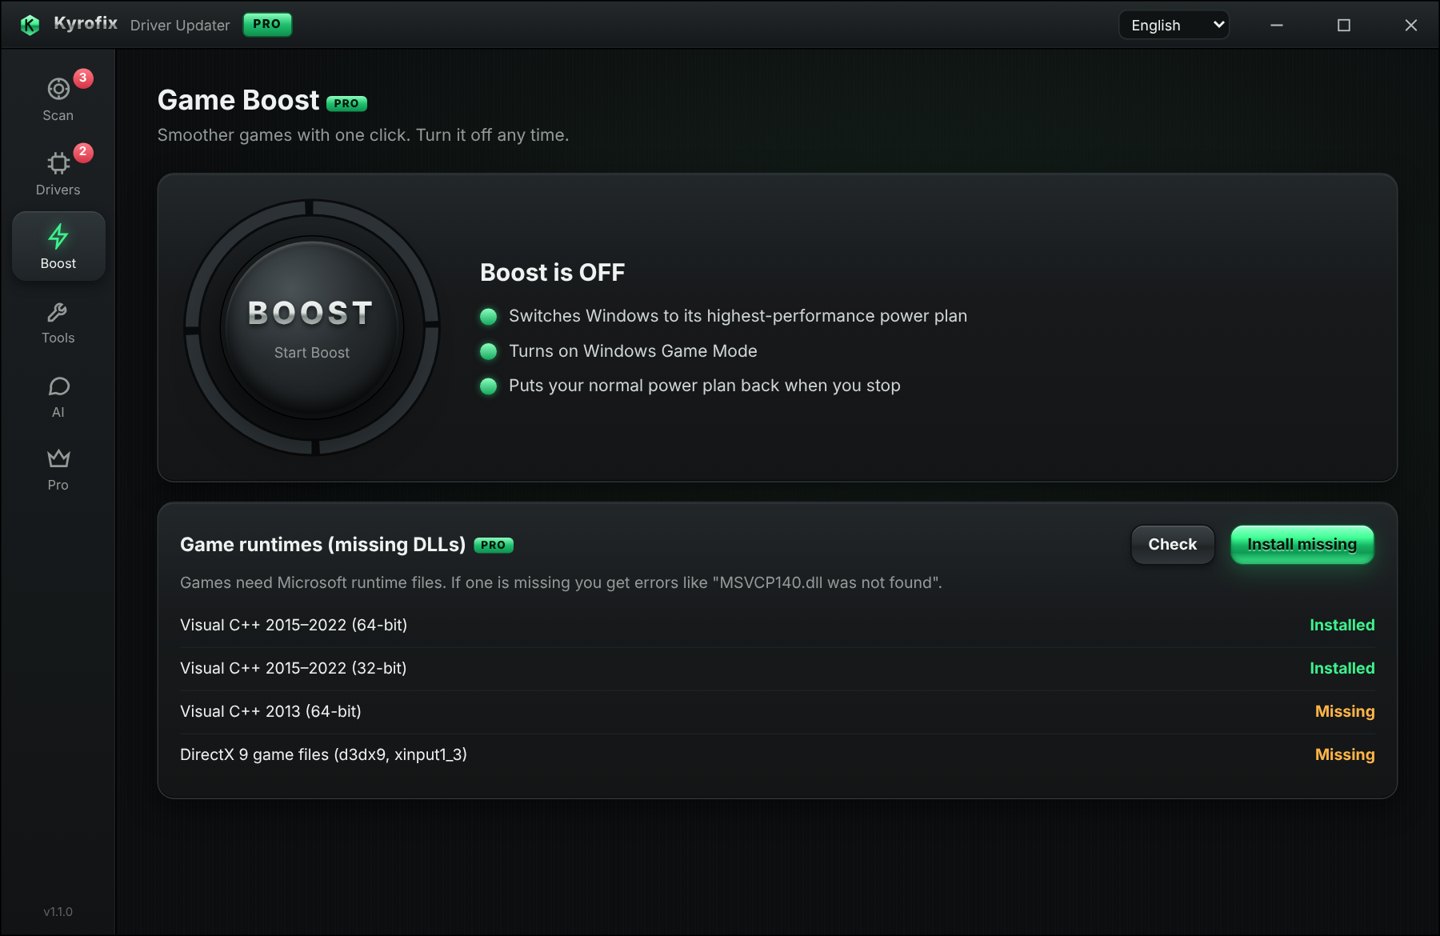 Kyrofix Driver Updater PRO
English
3
Scan
2
Drivers
Boost
Tools
AI
Pro
v1.1.0
Game Boost PRO
Smoother games with one click. Turn it off any time.
BOOST
Start Boost
Boost is OFF
Switches Windows to its highest-performance power plan
Turns on Windows Game Mode
Puts your normal power plan back when you stop
Game runtimes (missing DLLs) PRO
Check
Install missing
Games need Microsoft runtime files. If one is missing you get errors like "MSVCP140.dll was not found".
Visual C++ 2015–2022 (64-bit) Installed
Visual C++ 2015–2022 (32-bit) Installed
Visual C++ 2013 (64-bit) Missing
DirectX 9 game files (d3dx9, xinput1_3) Missing